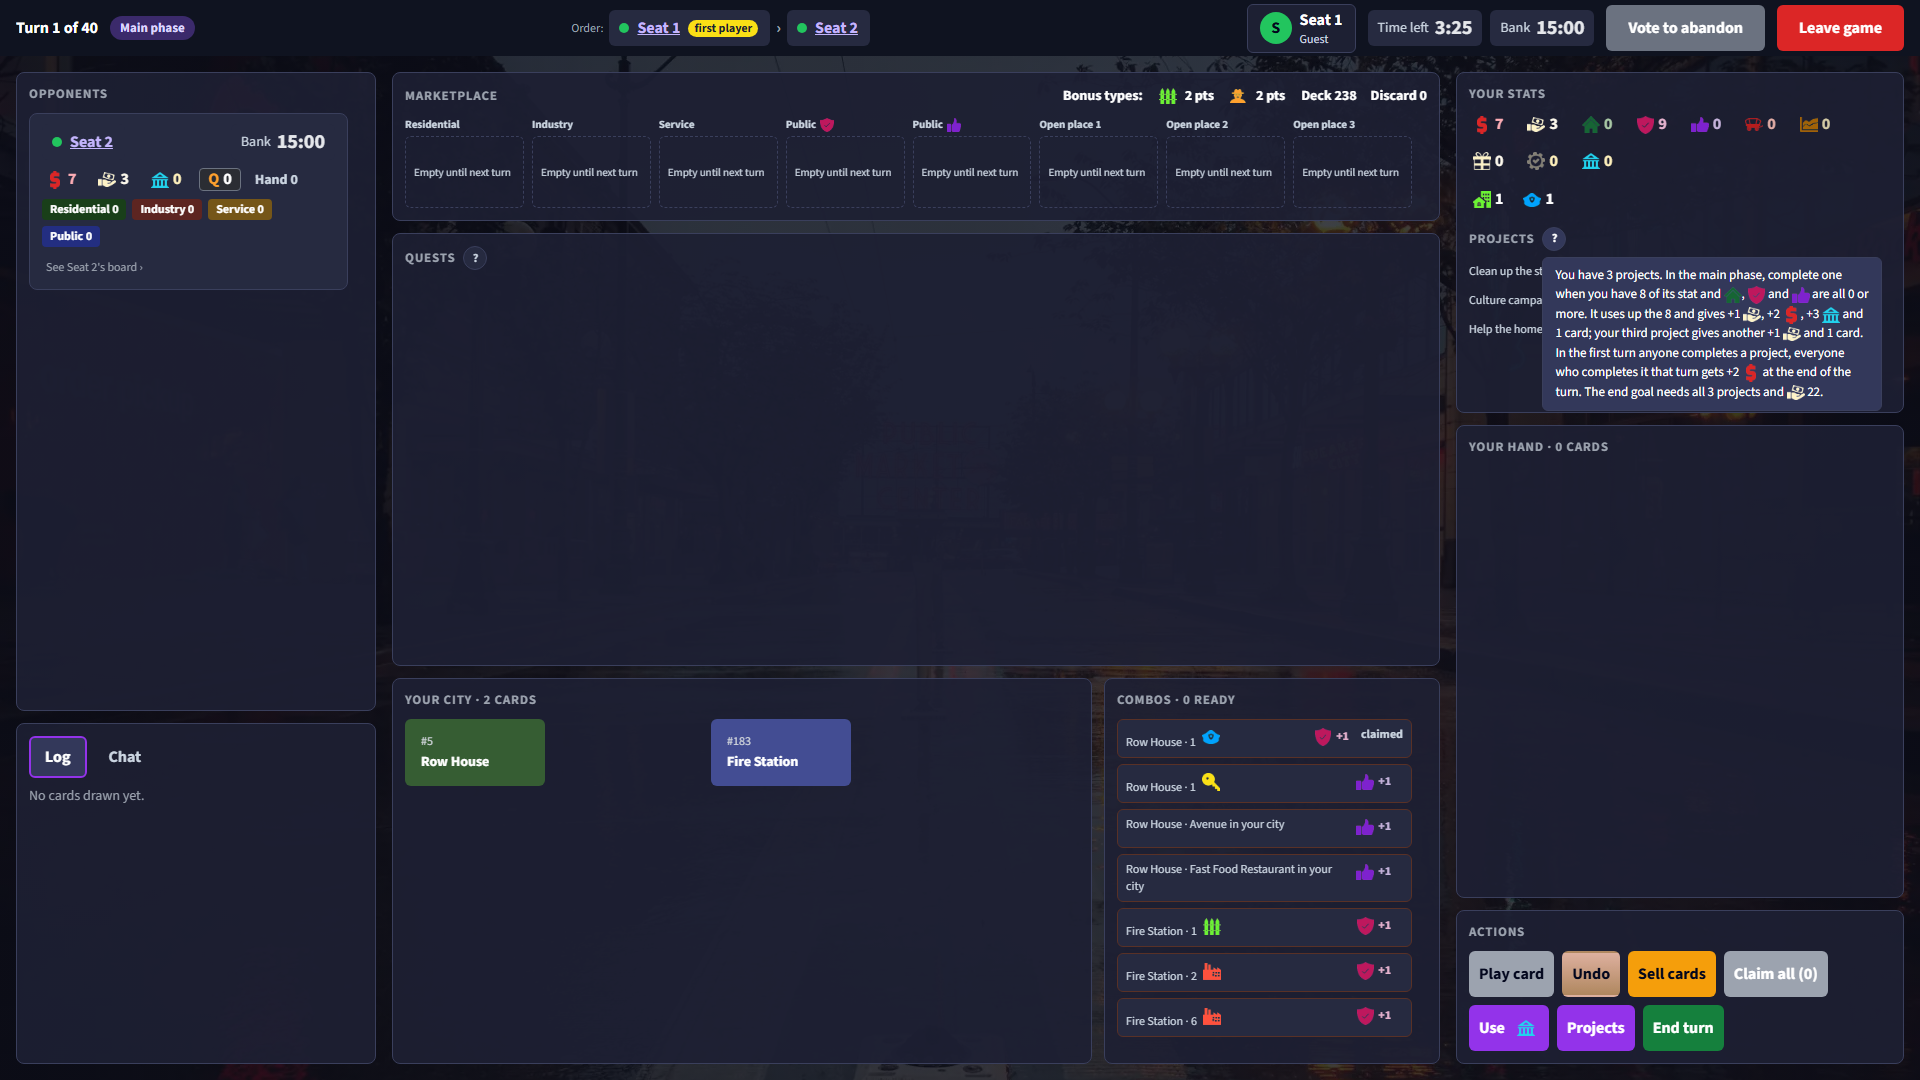 Turn 1 of 40
Main phase
Order:
Seat 1
first player
›
Seat 2
S
Seat 1
Guest
Time left 3:25
Bank 15:00
Vote to abandon
Leave game
OPPONENTS
Seat 2
Bank 15:00
7
3
0
Q 0
Hand 0
Residential 0
Industry 0
Service 0
Public 0
See Seat 2's board ›
MARKETPLACE
Bonus types:
2 pts
2 pts
Deck 238
Discard 0
Residential
Industry
Service
Public
Public
Open place 1
Open place 2
Open place 3
Empty until next turn
Empty until next turn
Empty until next turn
Empty until next turn
Empty until next turn
Empty until next turn
Empty until next turn
Empty until next turn
QUESTS
?
YOUR STATS
7
3
0
9
0
0
0
0
0
0
1
1
PROJECTS
?
Clean up the st
Culture campa
Help the home
You have 3 projects. In the main phase, complete one
when you have 8 of its stat and , and are all 0 or
more. It uses up the 8 and gives +1 , +2 , +3 and
1 card; your third project gives another +1 and 1 card.
In the first turn anyone completes a project, everyone
who completes it that turn gets +2 at the end of the
turn. The end goal needs all 3 projects and 22.
YOUR HAND · 0 CARDS
Log
Chat
No cards drawn yet.
YOUR CITY · 2 CARDS
#5
Row House
#183
Fire Station
COMBOS · 0 READY
Row House · 1
+1
claimed
Row House · 1
+1
Row House · Avenue in your city
+1
Row House · Fast Food Restaurant in your
city
+1
Fire Station · 1
+1
Fire Station · 2
+1
Fire Station · 6
+1
ACTIONS
Play card
Undo
Sell cards
Claim all (0)
Use
Projects
End turn